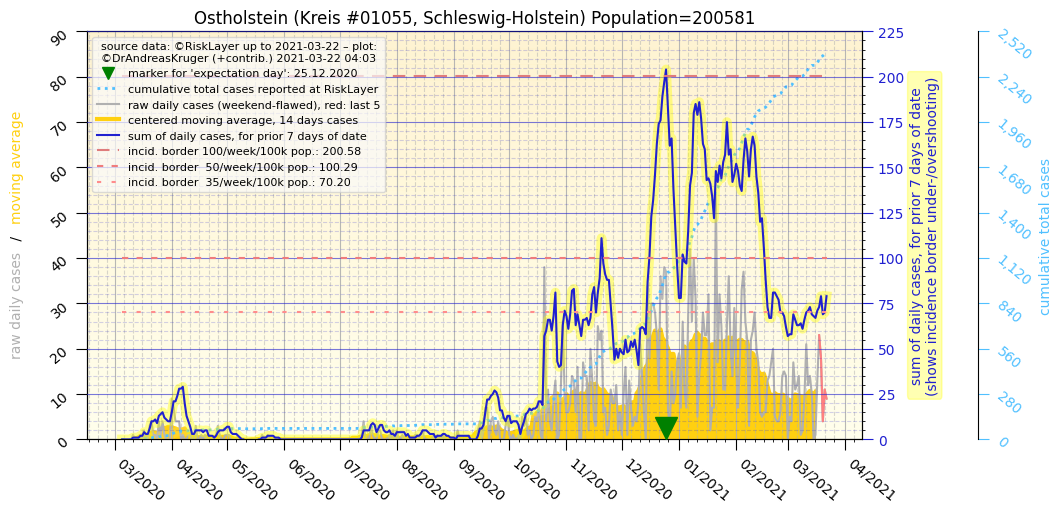 Ostholstein (Kreis #01055, Schleswig-Holstein) Population=200581
source data: ©RiskLayer up to 2021-03-22 – plot:
©DrAndreasKruger (+contrib.) 2021-03-22 04:03
marker for 'expectation day': 25.12.2020
cumulative total cases reported at RiskLayer
raw daily cases (weekend-flawed), red: last 5
centered moving average, 14 days cases
sum of daily cases, for prior 7 days of date
incid. border 100/week/100k pop.: 200.58
incid. border  50/week/100k pop.: 100.29
incid. border  35/week/100k pop.: 70.20
raw daily cases / moving average
90
80
70
60
50
40
30
20
10
0
225
200
175
150
125
100
75
50
25
0
sum of daily cases, for prior 7 days of date
(shows incidence border under-/overshooting)
2,520
2,240
1,960
1,680
1,400
1,120
840
560
280
0
cumulative total cases
03/2020
04/2020
05/2020
06/2020
07/2020
08/2020
09/2020
10/2020
11/2020
12/2020
01/2021
02/2021
03/2021
04/2021